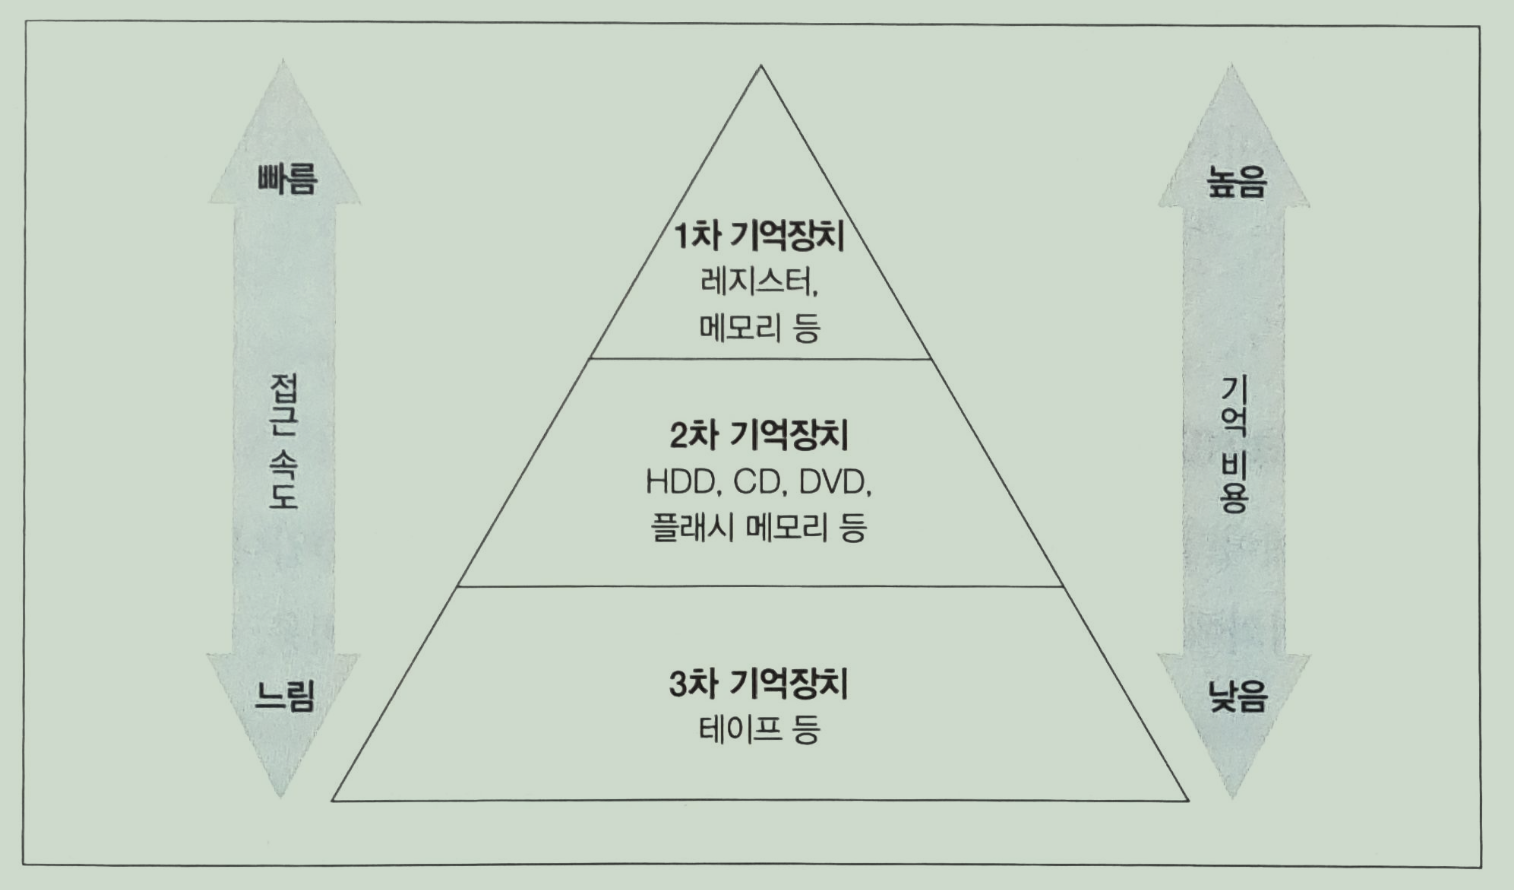 빠름
접근 속도
느림
1차 기억장치
레지스터,
메모리 등
2차 기억장치
HDD, CD, DVD,
플래시 메모리 등
3차 기억장치
테이프 등
높음
기억 비용
낮음